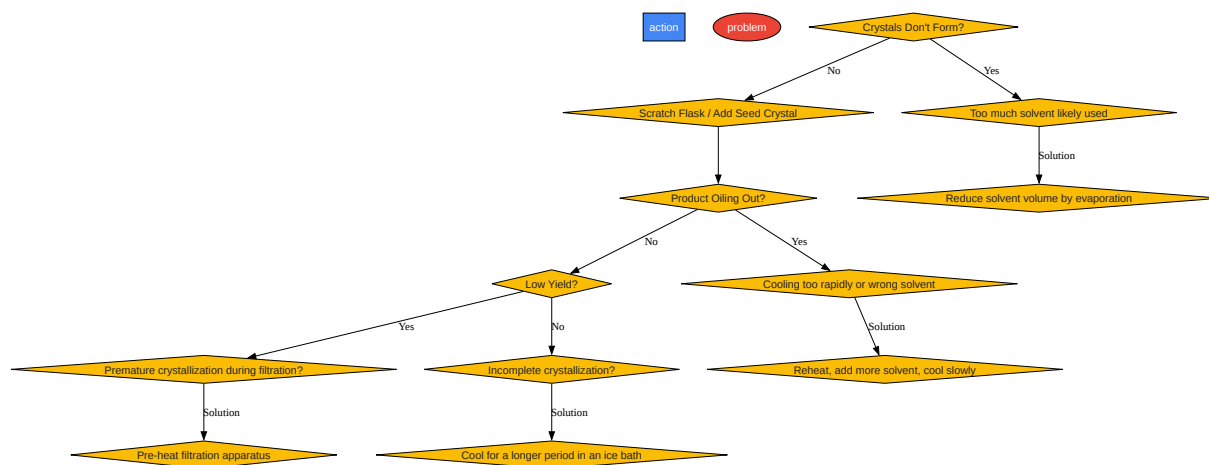 action
problem
Crystals Don't Form?
No
Yes
Scratch Flask / Add Seed Crystal
Too much solvent likely used
Solution
Product Oiling Out?
Reduce solvent volume by evaporation
No
Yes
Low Yield?
Cooling too rapidly or wrong solvent
Yes
No
Solution
Premature crystallization during filtration?
Incomplete crystallization?
Reheat, add more solvent, cool slowly
Solution
Solution
Pre-heat filtration apparatus
Cool for a longer period in an ice bath